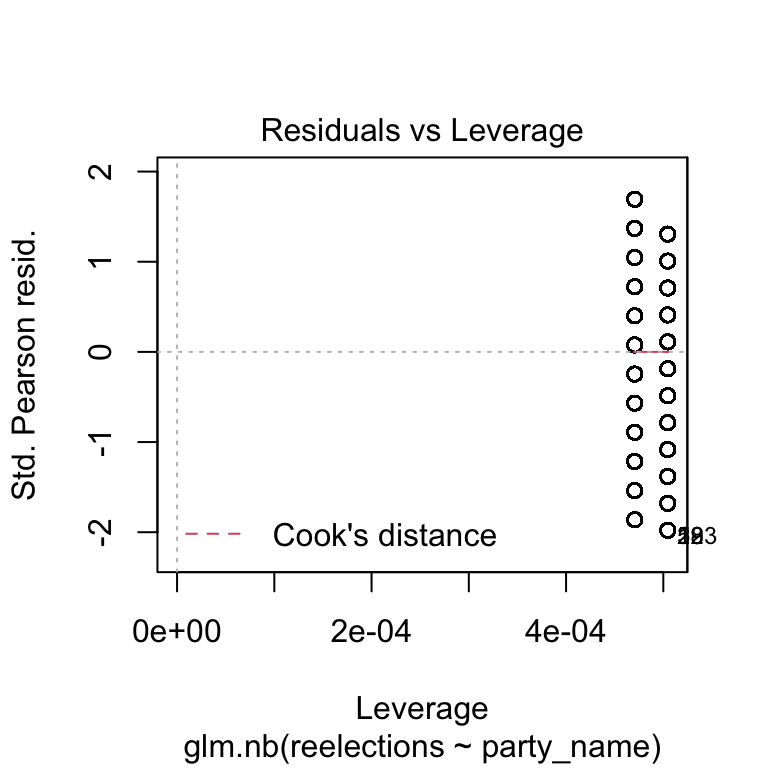 Residuals vs Leverage
Std. Pearson resid.
2
1
0
-1
-2
Cook's distance
0e+00 2e-04 4e-04
Leverage
glm.nb(reelections ~ party_name)